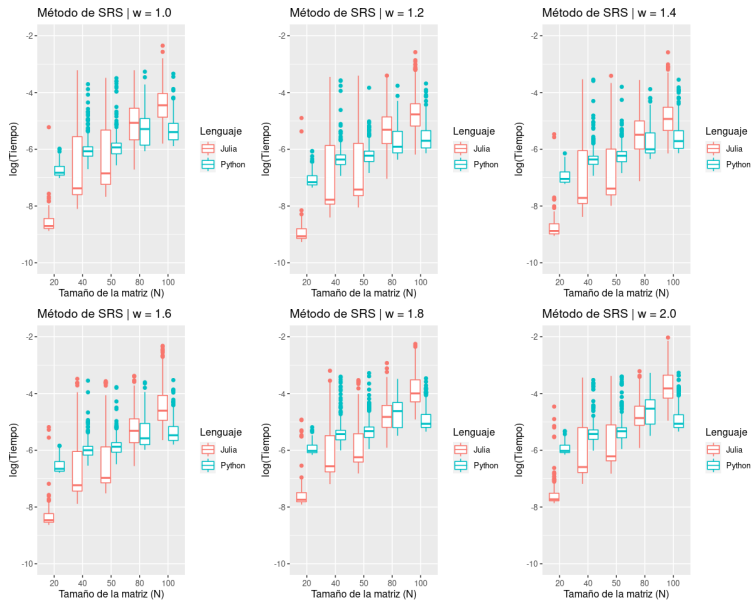 Método de SRS | w = 1.0
Método de SRS | w = 1.2
Método de SRS | w = 1.4
-2
-4
-6
-8
-10
log(Tiempo)
20 40 50 80 100
Tamaño de la matriz (N)
Lenguaje
Julia
Python
-2
-4
-6
-8
-10
log(Tiempo)
20 40 50 80 100
Tamaño de la matriz (N)
Lenguaje
Julia
Python
-2
-4
-6
-8
-10
log(Tiempo)
20 40 50 80 100
Tamaño de la matriz (N)
Lenguaje
Julia
Python
Método de SRS | w = 1.6
Método de SRS | w = 1.8
Método de SRS | w = 2.0
-2
-4
-6
-8
-10
log(Tiempo)
20 40 50 80 100
Tamaño de la matriz (N)
Lenguaje
Julia
Python
-2
-4
-6
-8
-10
log(Tiempo)
20 40 50 80 100
Tamaño de la matriz (N)
Lenguaje
Julia
Python
-2
-4
-6
-8
-10
log(Tiempo)
20 40 50 80 100
Tamaño de la matriz (N)
Lenguaje
Julia
Python